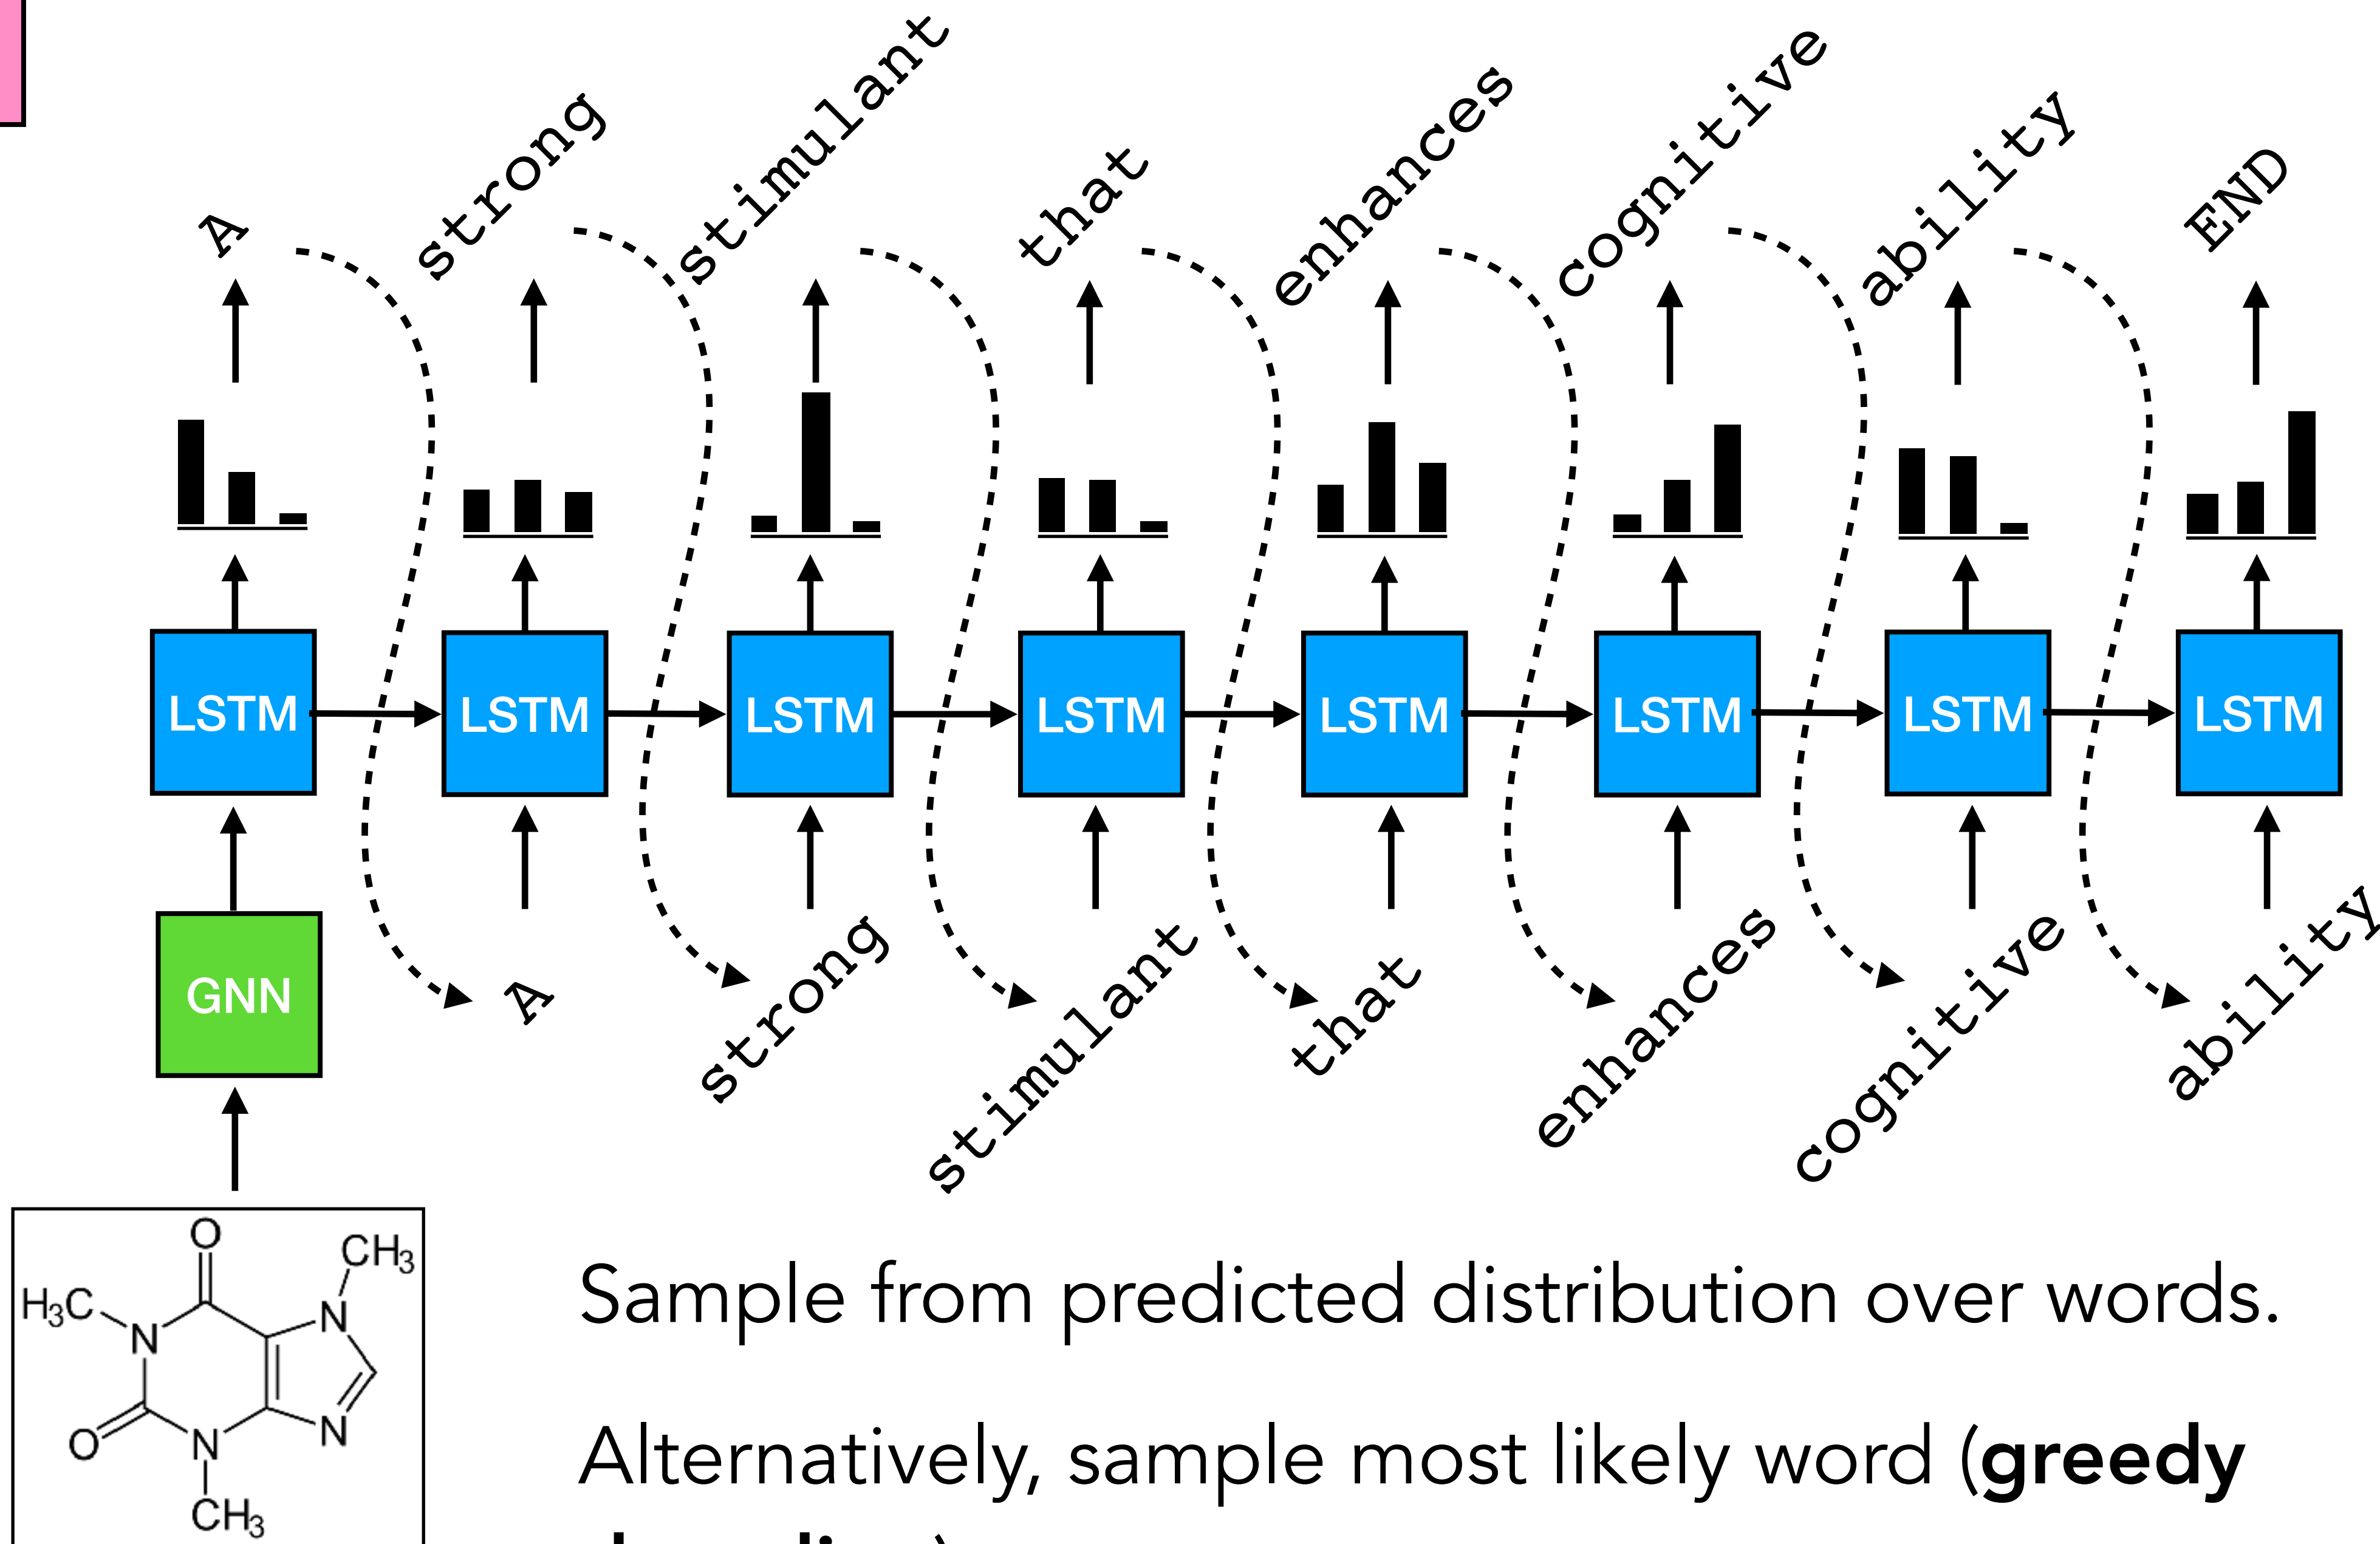 A
strong
stimulant
that
enhances
cognitive
ability
END
LSTM LSTM LSTM LSTM LSTM LSTM LSTM LSTM
GNN
A
strong
stimulant
that
enhances
cognitive
ability
O
CH3
H3C
N
N
O
N
N
CH3
Sample from predicted distribution over words.
Alternatively, sample most likely word (greedy